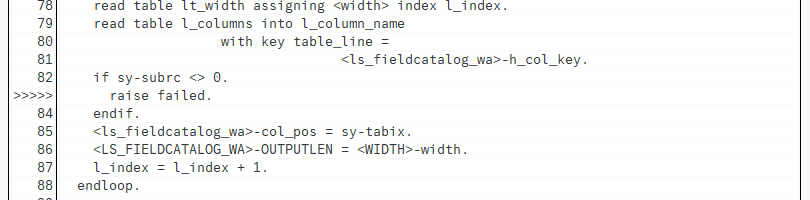 78 read table lt_width assigning <width> index l_index.
79 read table l_columns into l_column_name
80 with key table_line =
81 <ls_fieldcatalog_wa>-h_col_key.
82 if sy-subrc <> 0.
>>>>> raise failed.
84 endif.
85 <ls_fieldcatalog_wa>-col_pos = sy-tabix.
86 <LS_FIELDCATALOG_WA>-OUTPUTLEN = <WIDTH>-width.
87 l_index = l_index + 1.
88 endloop.